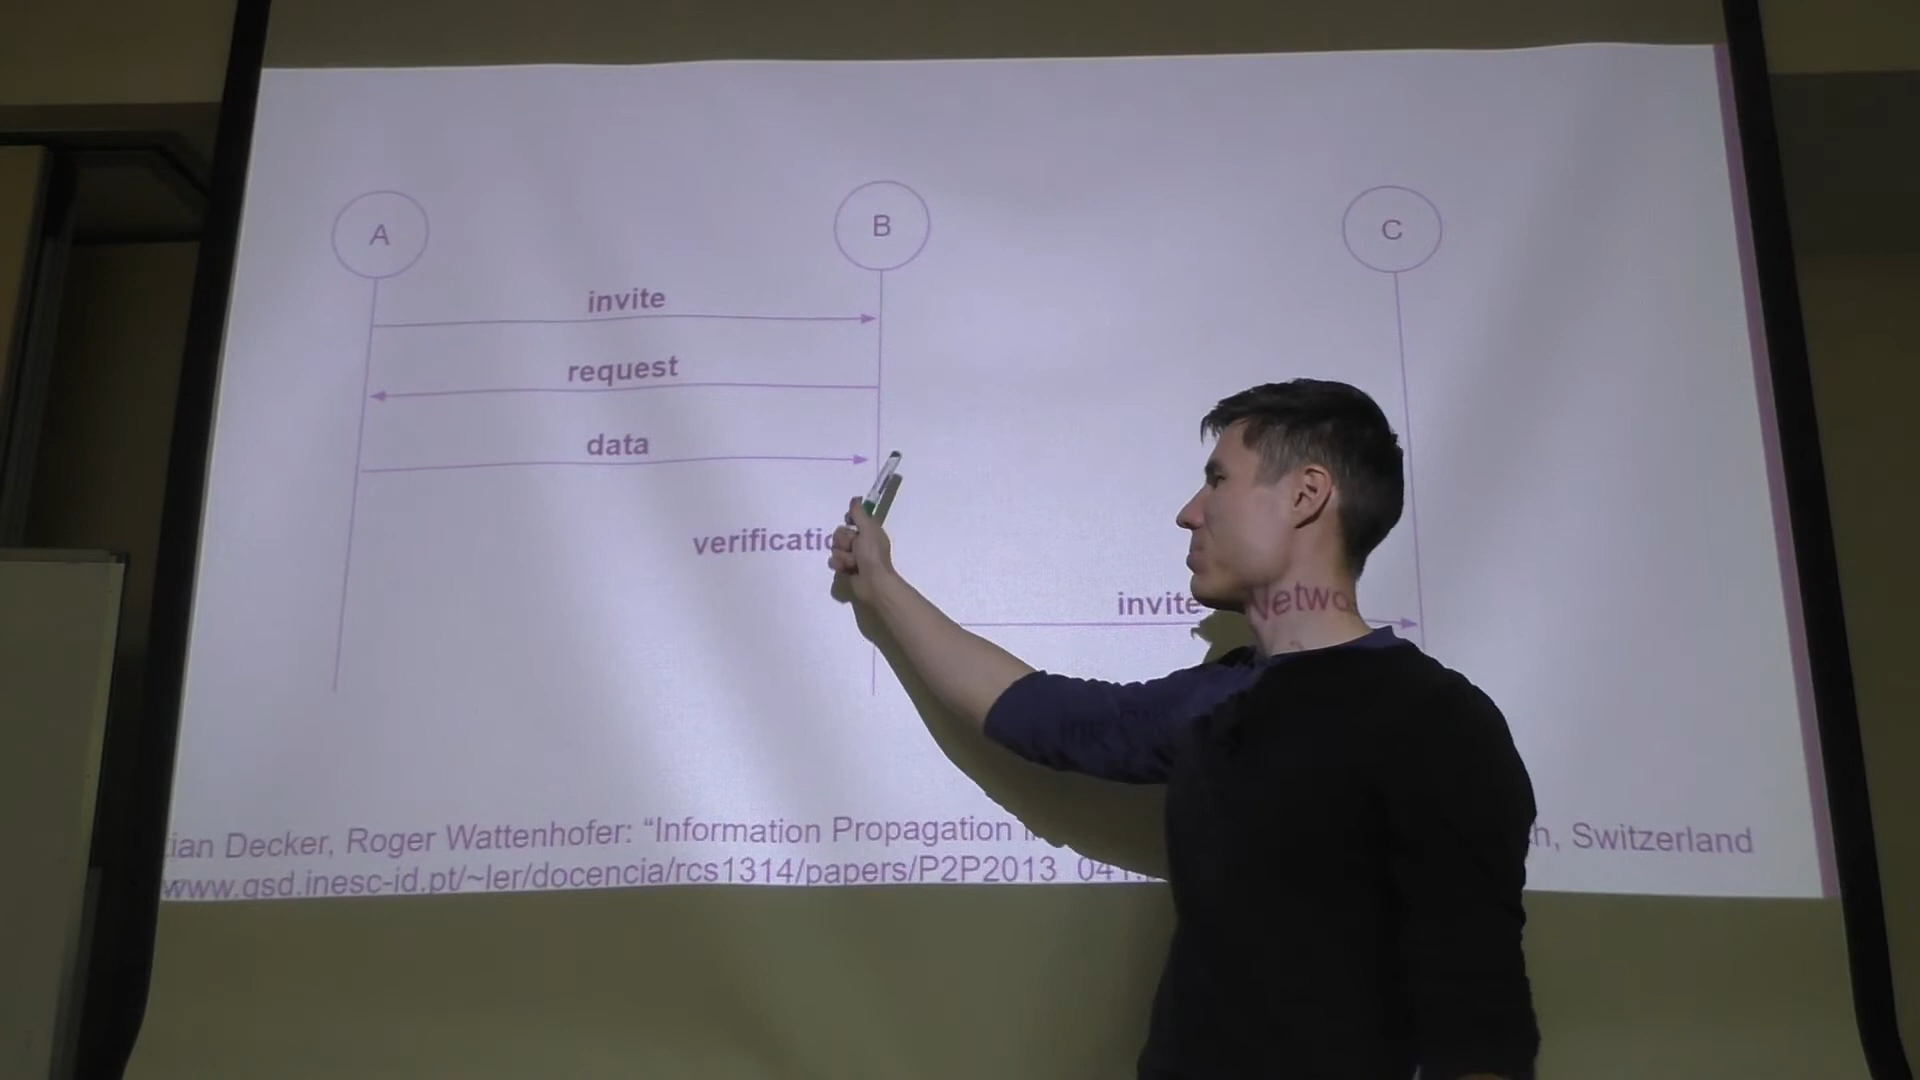 A
B
C
invite
request
data
verificatio
invite
Netwo
ian Decker, Roger Wattenhofer: “Information Propagation h, Switzerland
www.gsd.inesc-id.pt/~ler/docencia/rcs1314/papers/P2P2013_041.